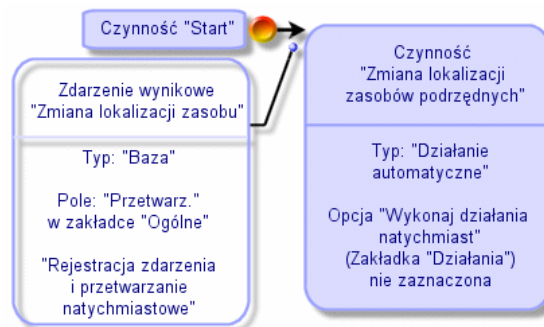 Czynność "Start"
Zdarzenie wynikowe
"Zmiana lokalizacji zasobu"
Typ: "Baza"
Pole: "Przetwarz."
w zakładce "Ogólne"
"Rejestracja zdarzenia
i przetwarzanie
natychmiastowe"
Czynność
"Zmiana lokalizacji
zasobów podrzędnych"
Typ: "Działanie
automatyczne"
Opcja "Wykonaj działania
natychmiast"
(Zakładka "Działania")
nie zaznaczona